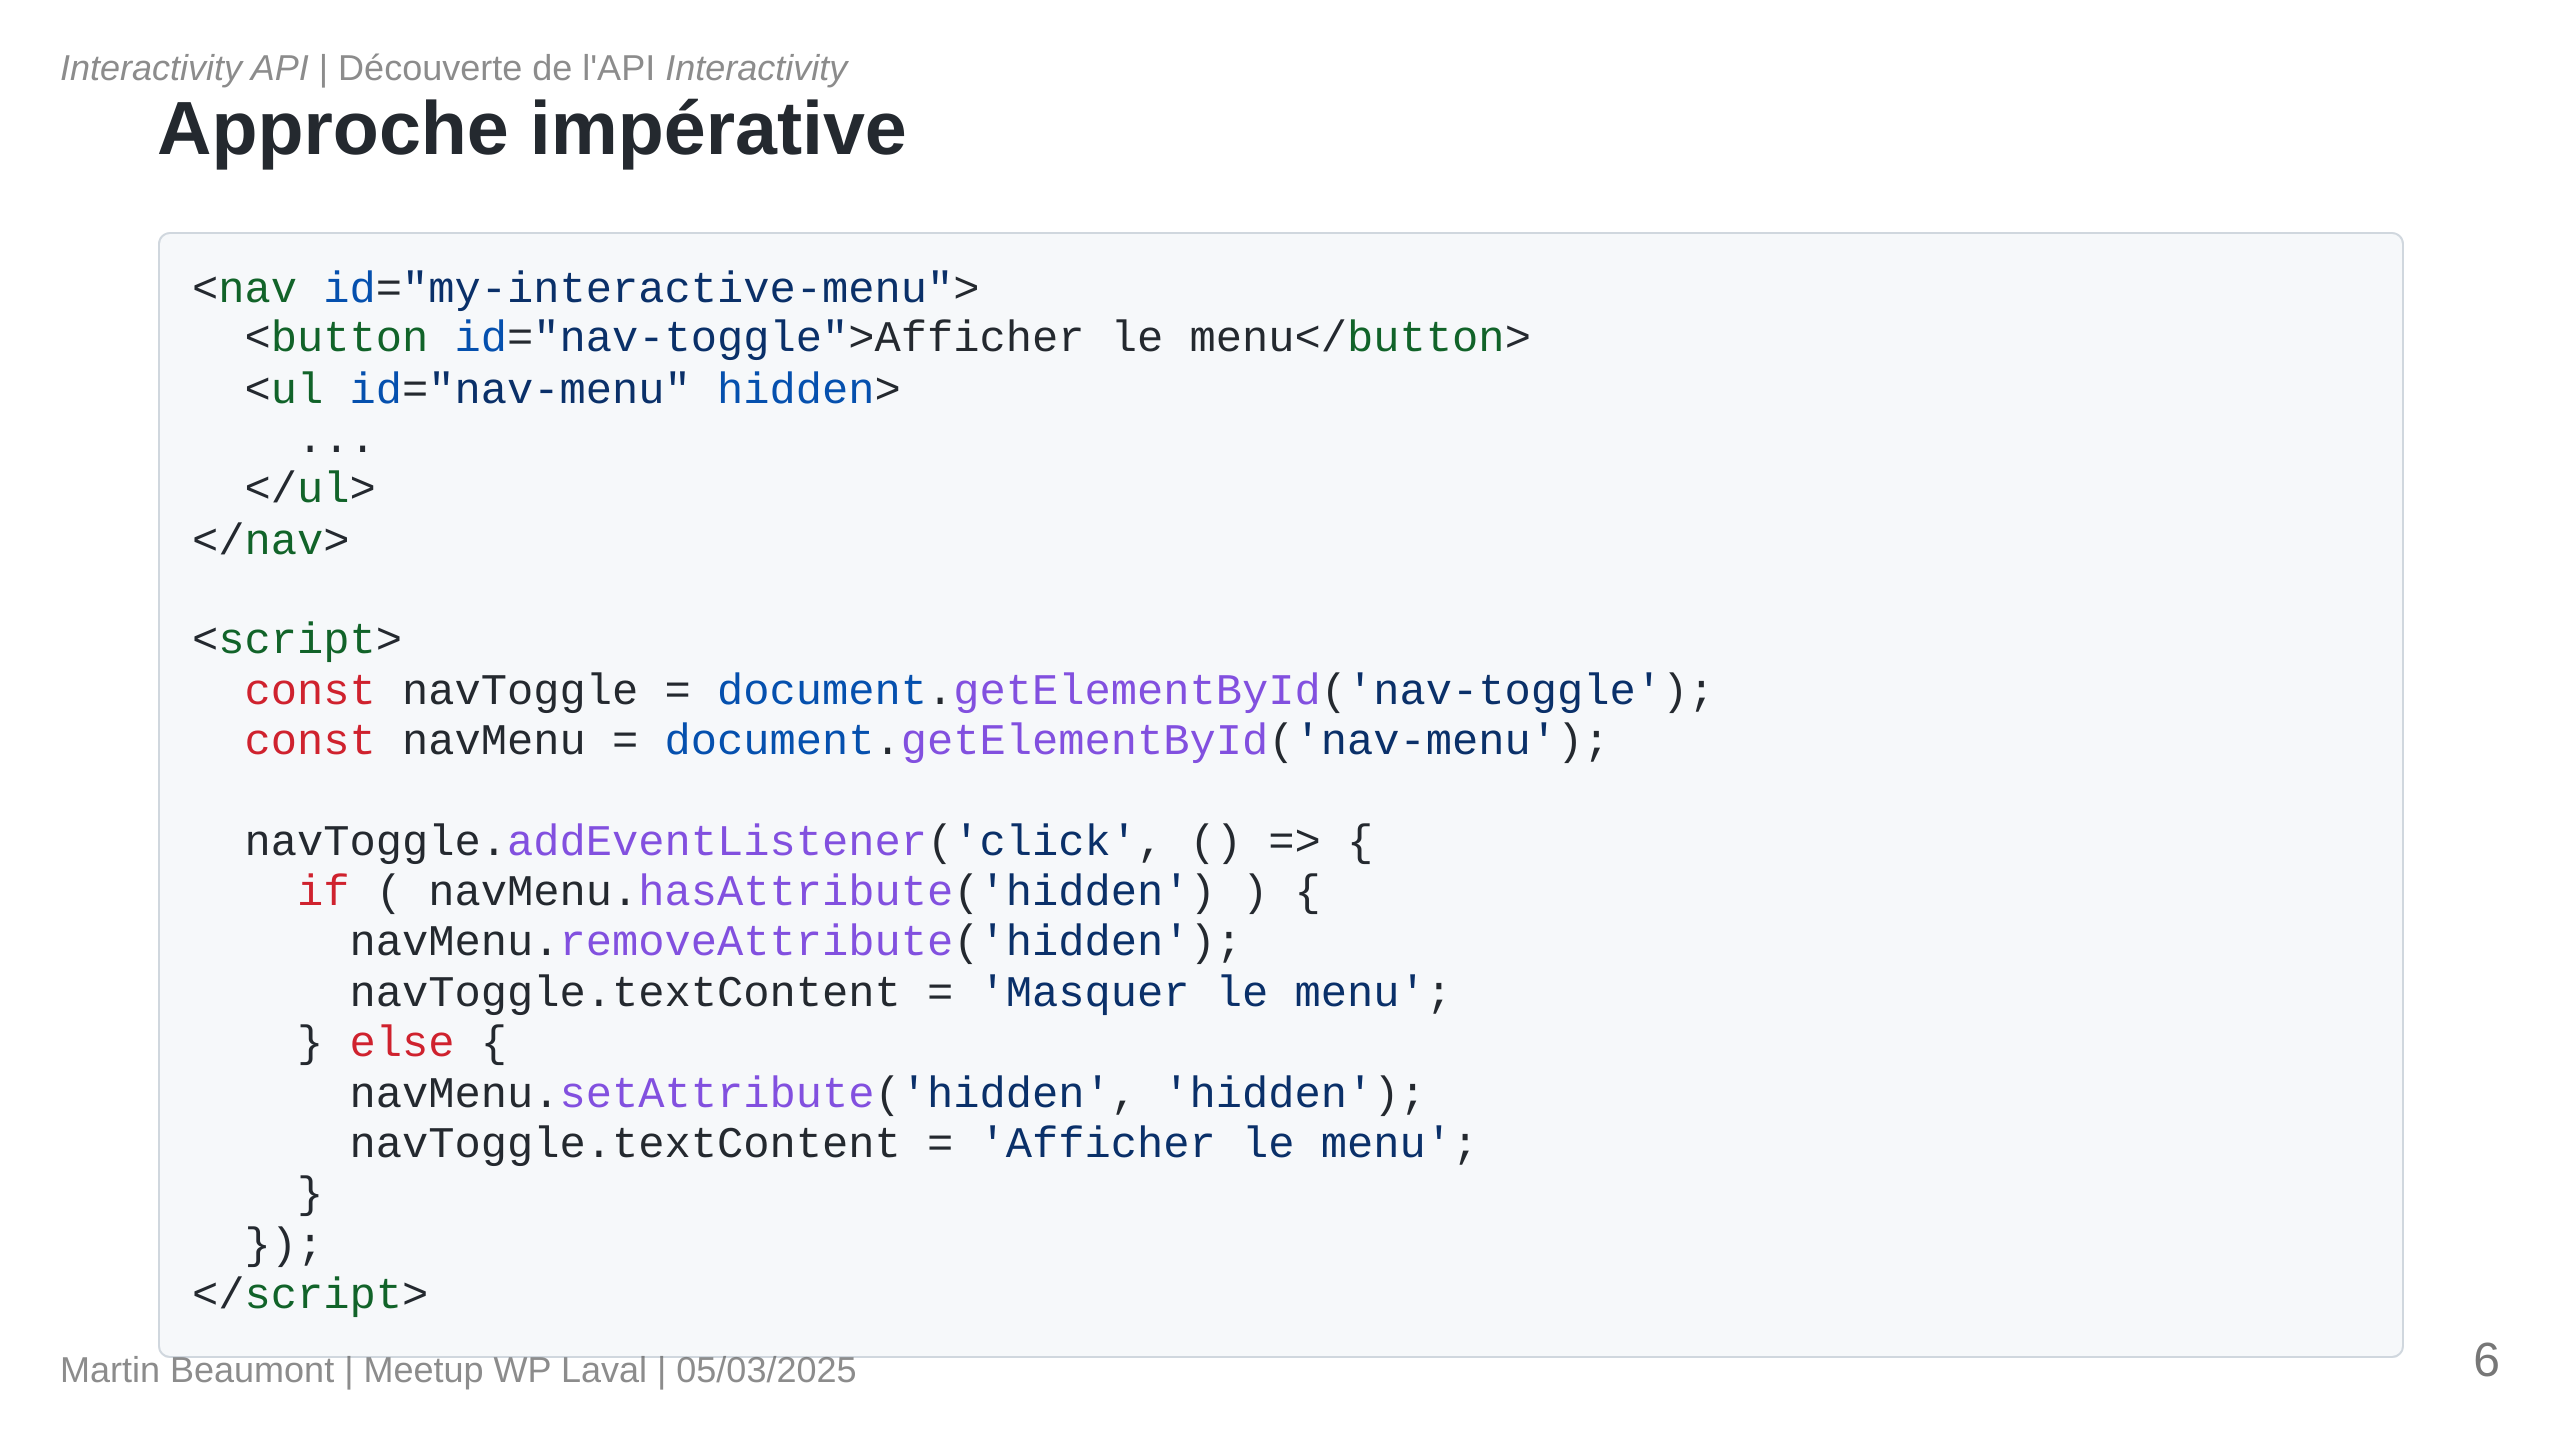 Interactivity API | Découverte de l'API Interactivity
Approche impérative
<nav id="my-interactive-menu">
  <button id="nav-toggle">Afficher le menu</button>
  <ul id="nav-menu" hidden>
    ...
  </ul>
</nav>
<script>
  const navToggle = document.getElementById('nav-toggle');
  const navMenu = document.getElementById('nav-menu');
  navToggle.addEventListener('click', () => {
    if ( navMenu.hasAttribute('hidden') ) {
      navMenu.removeAttribute('hidden');
      navToggle.textContent = 'Masquer le menu';
    } else {
      navMenu.setAttribute('hidden', 'hidden');
      navToggle.textContent = 'Afficher le menu';
    }
  });
</script>
Martin Beaumont | Meetup WP Laval | 05/03/2025
6